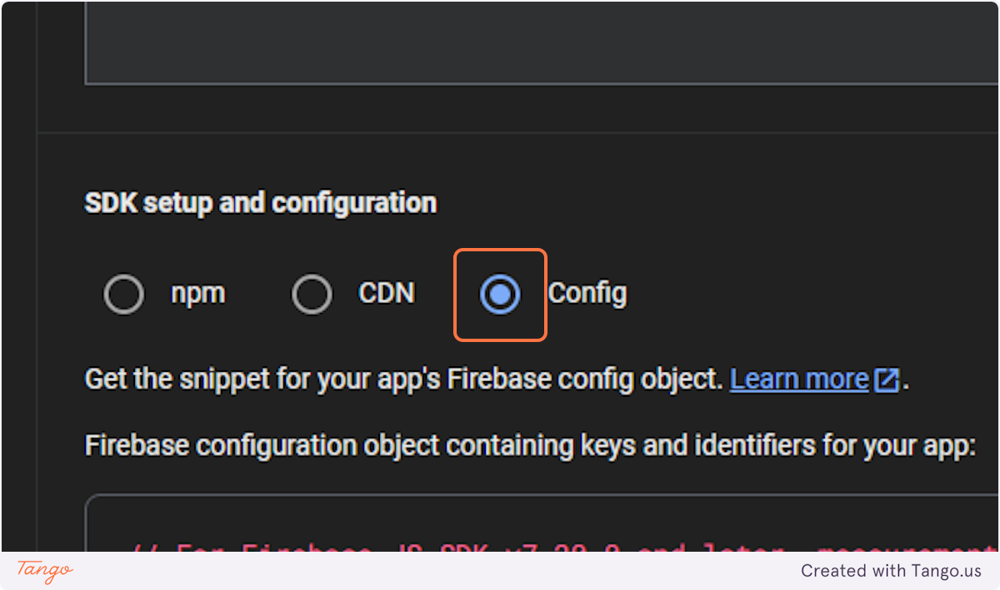 SDK setup and configuration
npm CDN Config
Get the snippet for your app's Firebase config object. Learn more.
Firebase configuration object containing keys and identifiers for your app:
// For Firebase JS SDK v7.20.0 and later, measurement
Tango Created with Tango.us